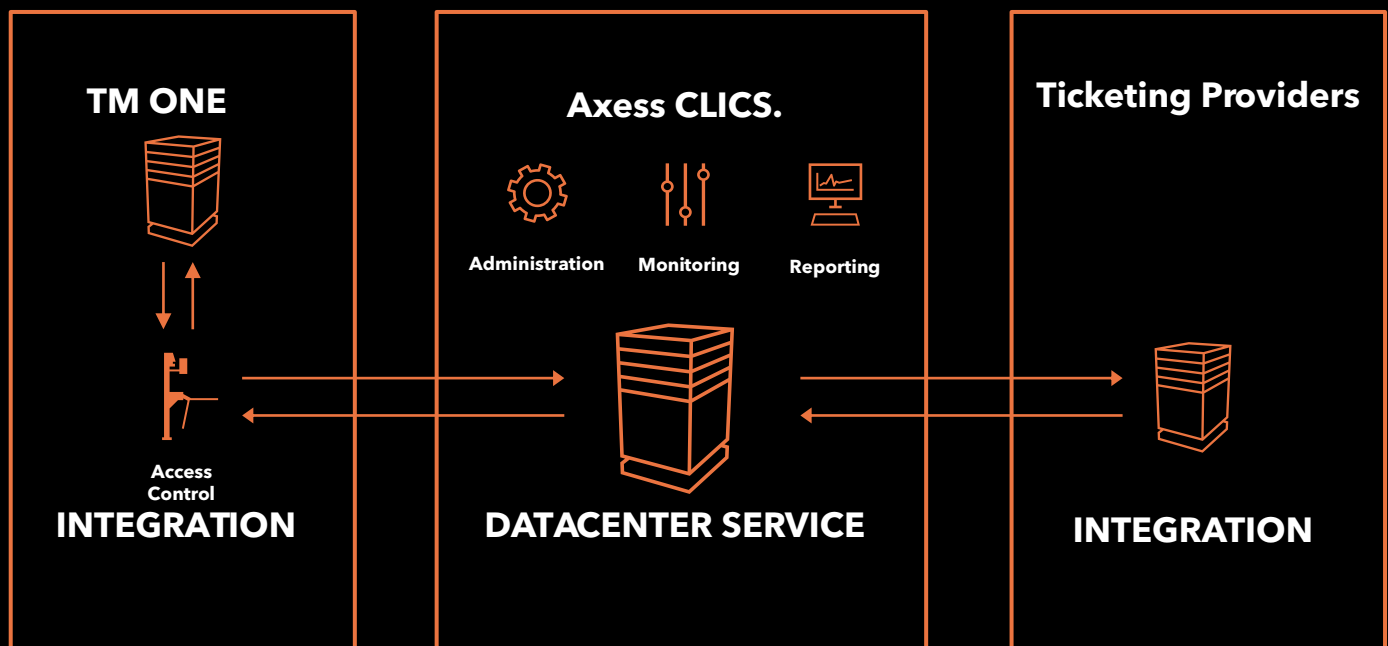 TM ONE
Access
Control
INTEGRATION
Axess CLICS.
Administration
Monitoring
Reporting
DATACENTER SERVICE
Ticketing Providers
INTEGRATION